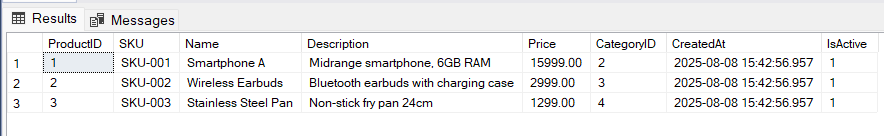 Results Messages
ProductID SKU Name Description Price CategoryID CreatedAt IsActive
1 1 SKU-001 Smartphone A Midrange smartphone, 6GB RAM 15999.00 2 2025-08-08 15:42:56.957 1
2 2 SKU-002 Wireless Earbuds Bluetooth earbuds with charging case 2999.00 3 2025-08-08 15:42:56.957 1
3 3 SKU-003 Stainless Steel Pan Non-stick fry pan 24cm 1299.00 4 2025-08-08 15:42:56.957 1